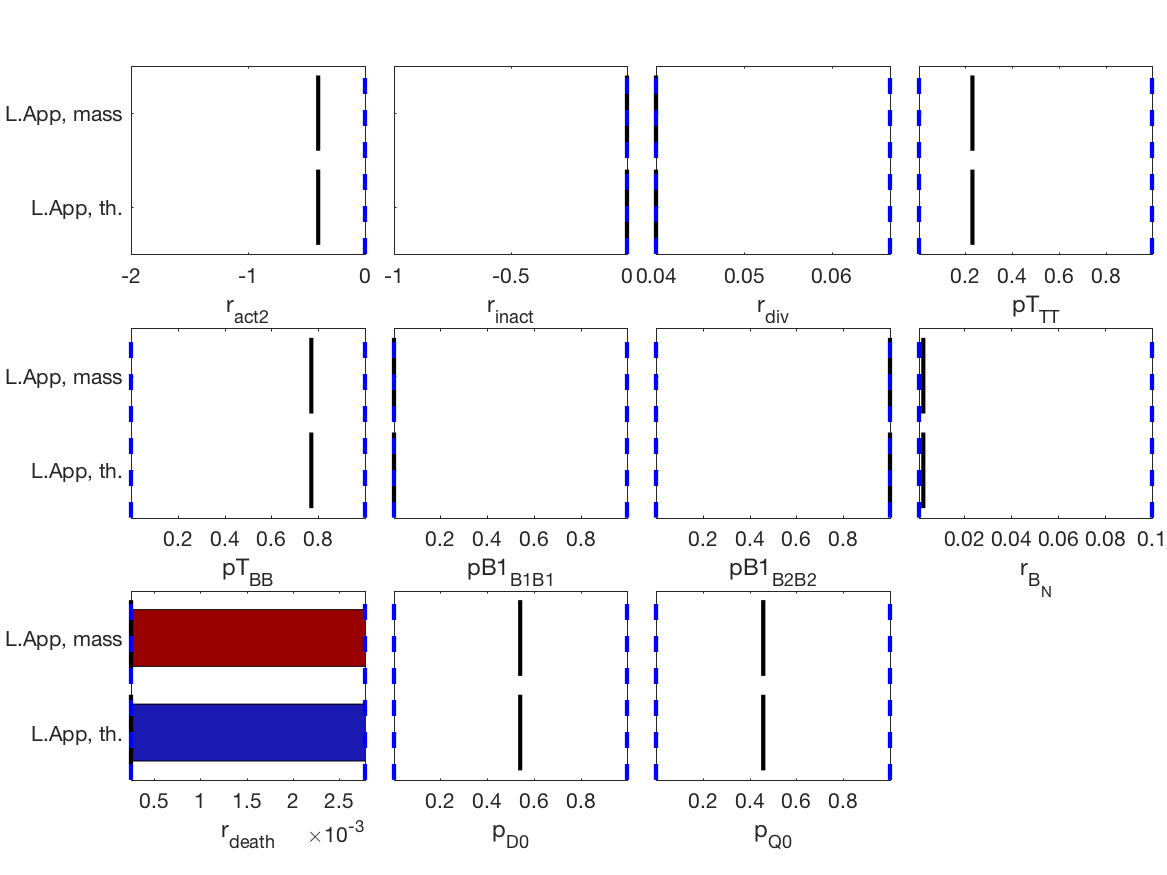 L.App, mass
L.App, th.
-2 -1 0
r_act2
-1 -0.5 0
r_inact
0.04 0.05 0.06
r_div
0.2 0.4 0.6 0.8
pT_TT
L.App, mass
L.App, th.
0.2 0.4 0.6 0.8
pT_BB
0.2 0.4 0.6 0.8
pB1_B1B1
0.2 0.4 0.6 0.8
pB1_B2B2
0.02 0.04 0.06 0.08 0.1
r_B_N
L.App, mass
L.App, th.
0.5 1 1.5 2 2.5
r_death ×10^-3
0.2 0.4 0.6 0.8
p_D0
0.2 0.4 0.6 0.8
p_Q0